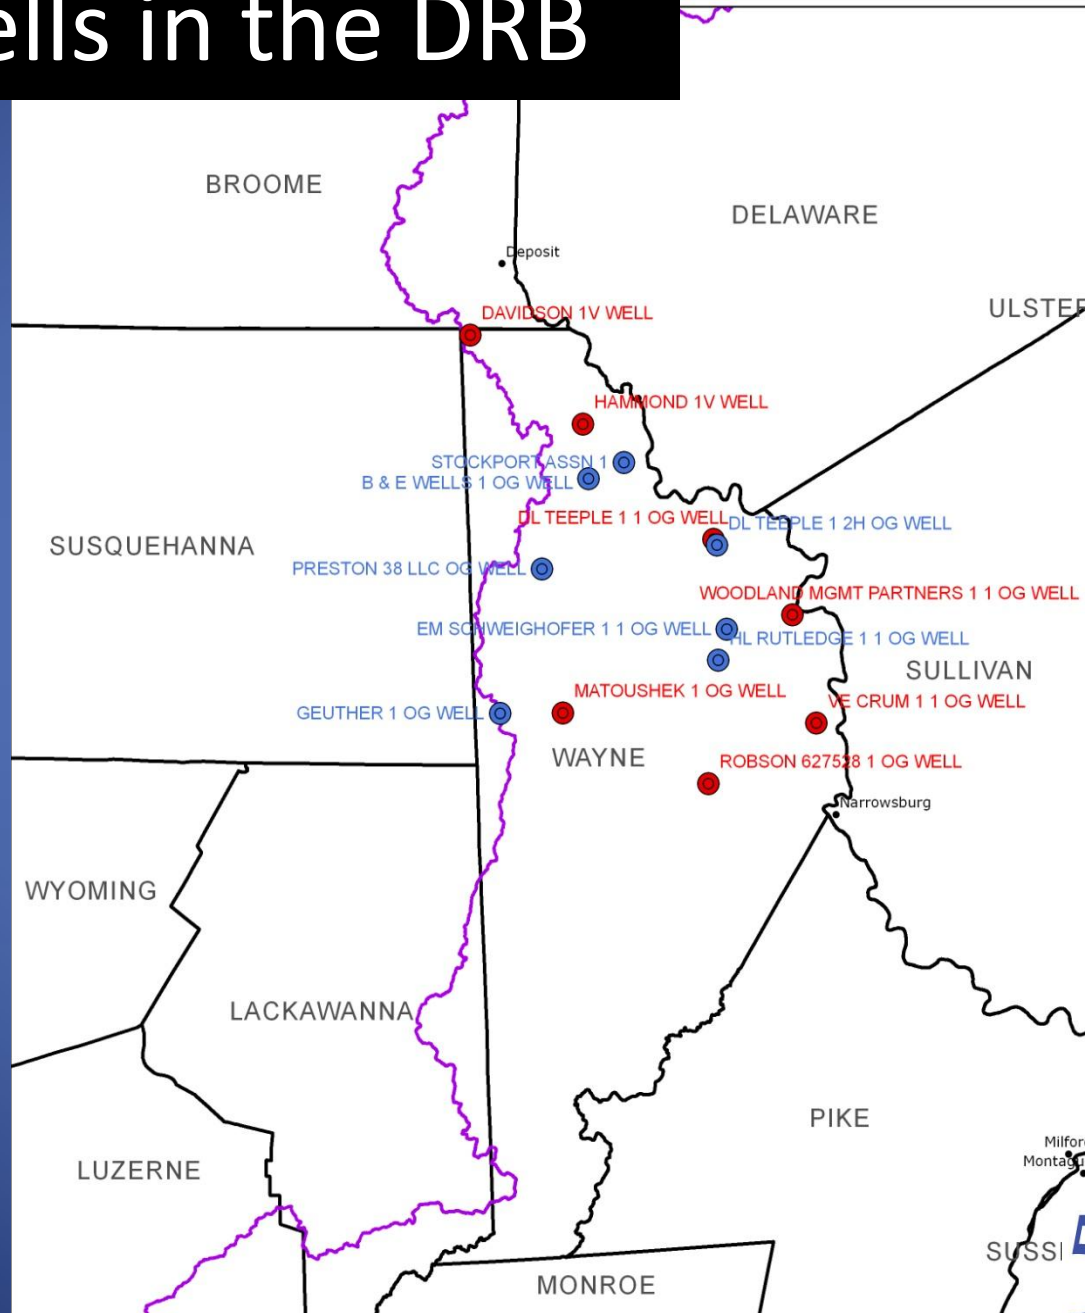 ells in the DRB
BROOME
DELAWARE
Deposit
ULSTER
DAVIDSON 1V WELL
HAMMOND 1V WELL
STOCKPORT ASSN 1
B & E WELLS 1 OG WELL
DL TEEPLE 1 1 OG WELL
DL TEEPLE 1 2H OG WELL
SUSQUEHANNA
PRESTON 38 LLC OG WELL
WOODLAND MGMT PARTNERS 1 1 OG WELL
EM SCHWEIGHOFER 1 1 OG WELL
HL RUTLEDGE 1 1 OG WELL
SULLIVAN
MATOUSHEK 1 OG WELL
VE CRUM 1 1 OG WELL
GEUTHER 1 OG WELL
WAYNE
ROBSON 627528 1 OG WELL
Narrowsburg
WYOMING
LACKAWANNA
PIKE
Milfor
Montagu
LUZERNE
SUSS
MONROE